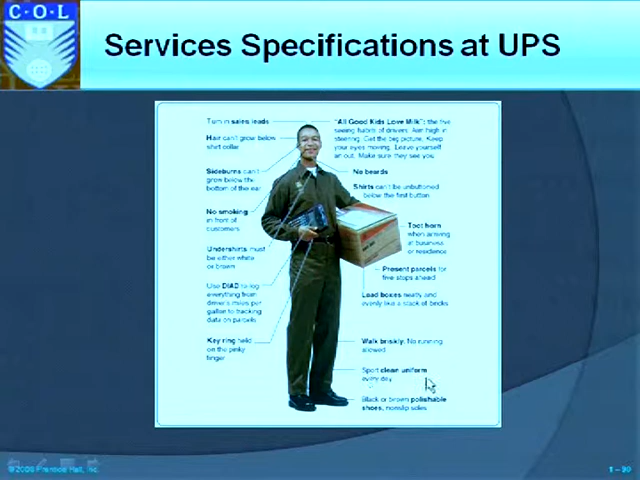 C·O·L
Services Specifications at UPS
Turn in sales leads
Hair can't grow below
shirt collar
Sideburns can't
grow below the
bottom of the ear
No smoking
in front of
customers
Undershirts must
be either white
or brown
Use DIAD to log
everything from
driver's miles per
gallon to tracking
data on parcels
Key ring held
on the pinky
finger
"All Good Kids Love Milk": the five
seeing habits of drivers. Aim high in
steering. Get the big picture. Keep
your eyes moving. Leave yourself
an out. Make sure they see you.
No beards
Shirts can't be unbuttoned
below the first button
Toot horn
when arriving
at business
or residence
Present parcels for
five stops ahead
Load boxes neatly and
evenly like a stack of bricks
Walk briskly. No running
allowed
Sport clean uniform
every day
Black or brown polishable
shoes, nonslip soles
© 2008 Prentice Hall, Inc.